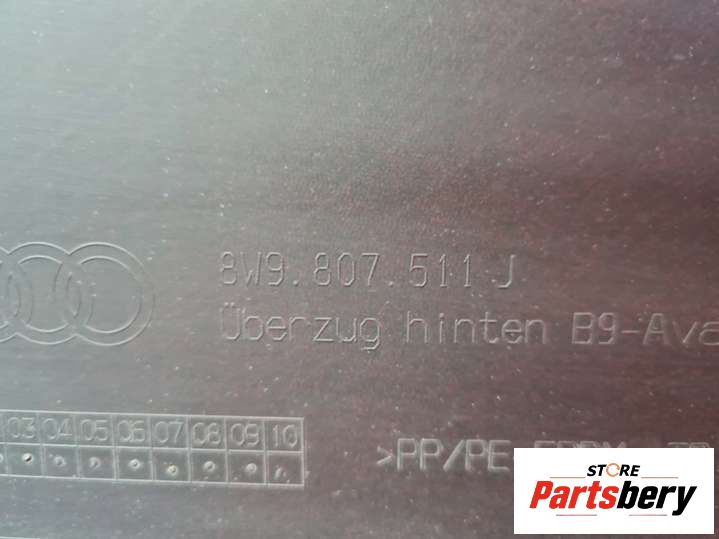 8W9.807.511 J
Überzug hinten B9-Ava
03 04 05 06 07 08 09 10
>PP/PE
STORE
Partsbery